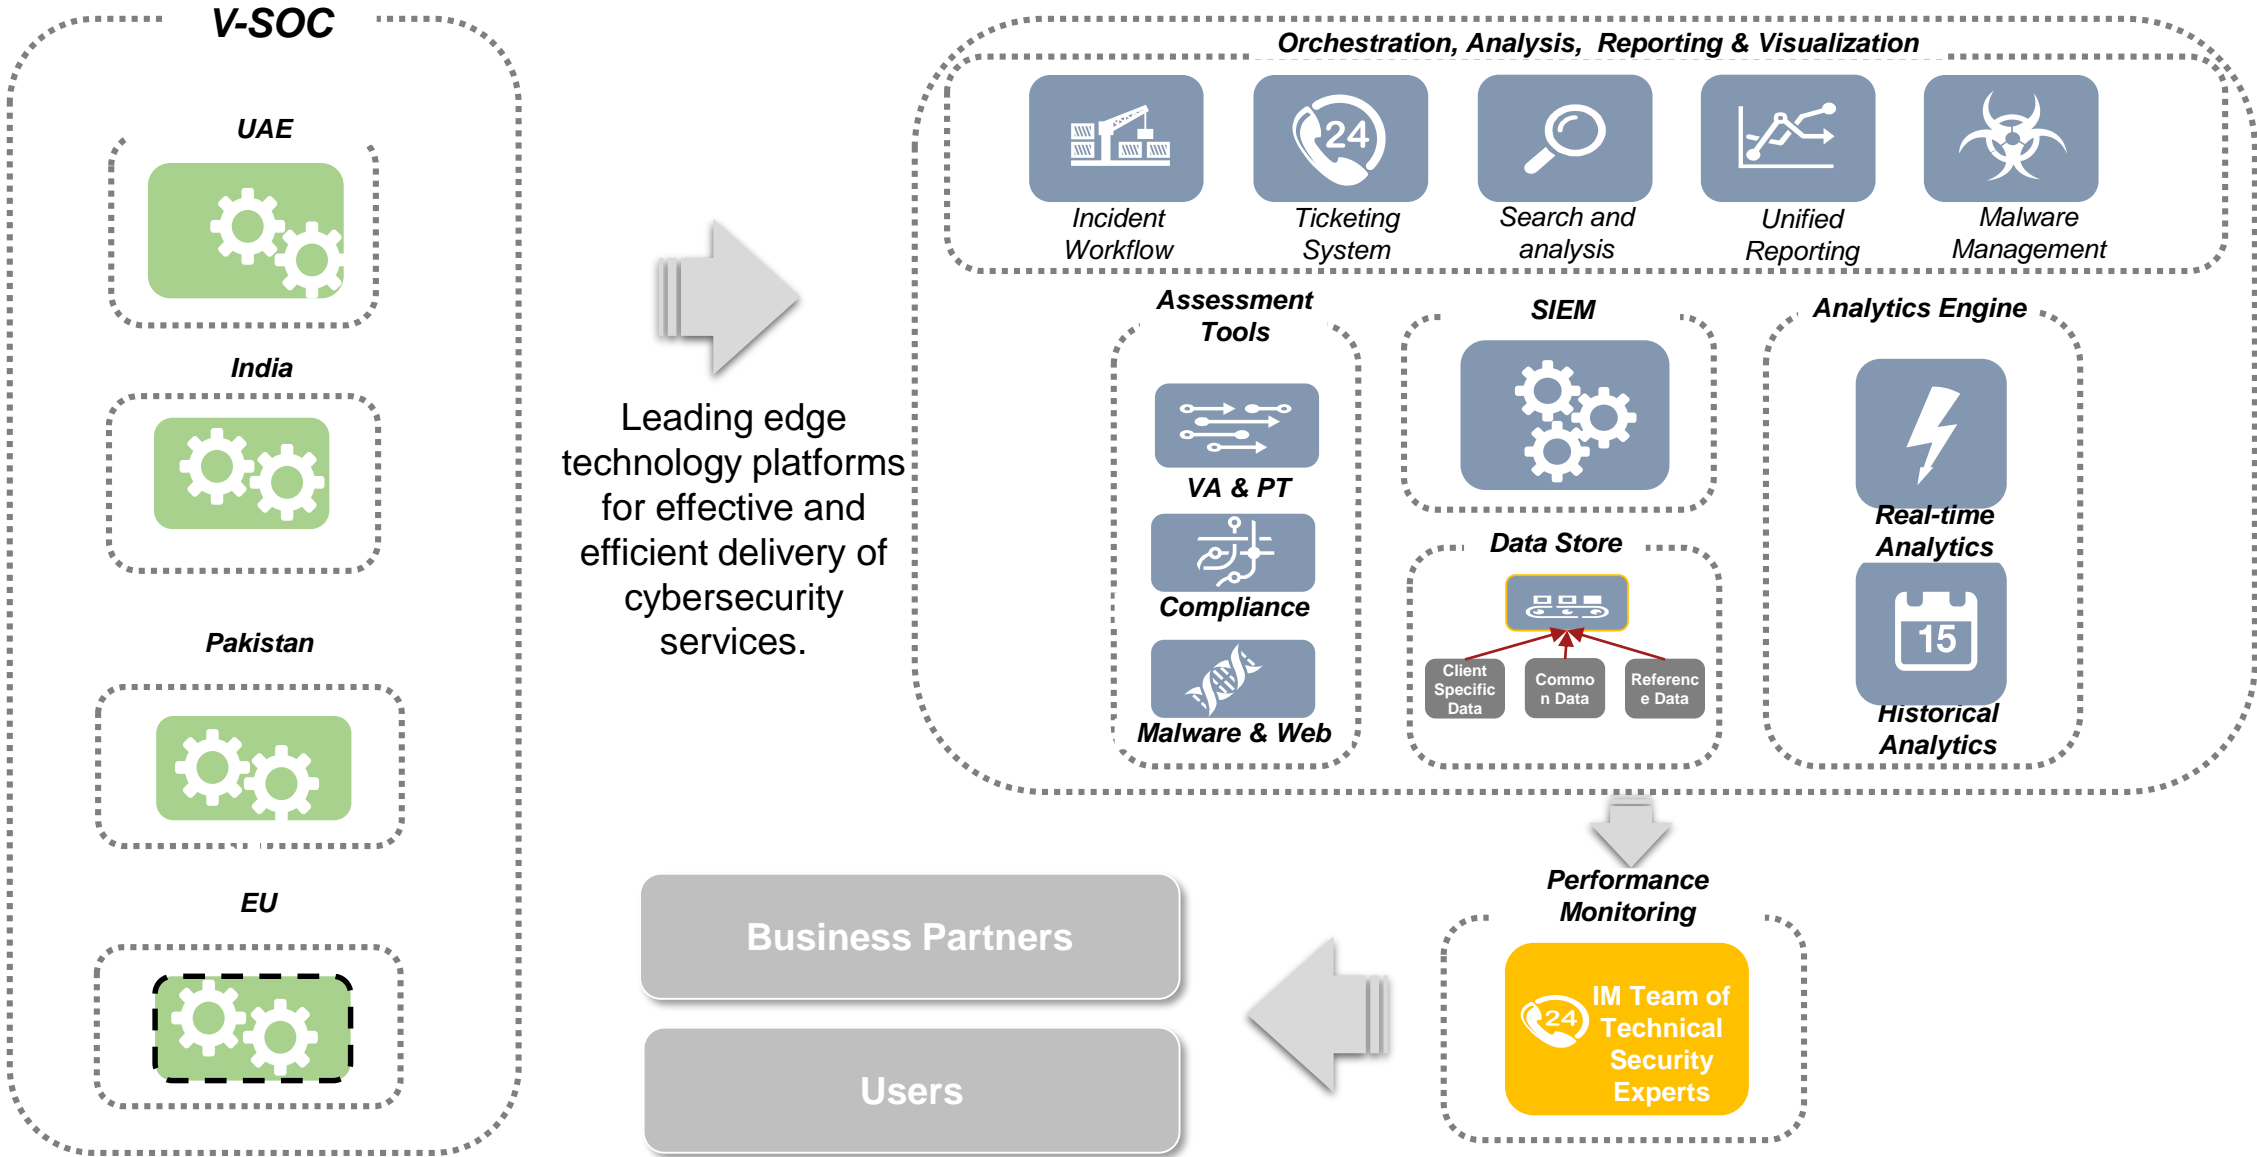 V-SOC
UAE
India
Pakistan
EU
Leading edge
technology platforms
for effective and
efficient delivery of
cybersecurity
services.
Orchestration, Analysis,  Reporting & Visualization
Incident
Workflow
24
Ticketing
System
Search and
analysis
Unified
Reporting
Malware
Management
Assessment
Tools
VA & PT
Compliance
Malware & Web
SIEM
Data Store
Client
Specific
Data
Commo
n Data
Referenc
e Data
Analytics Engine
Real-time
Analytics
15
Historical
Analytics
Performance
Monitoring
24
IM Team of
Technical
Security
Experts
Business Partners
Users